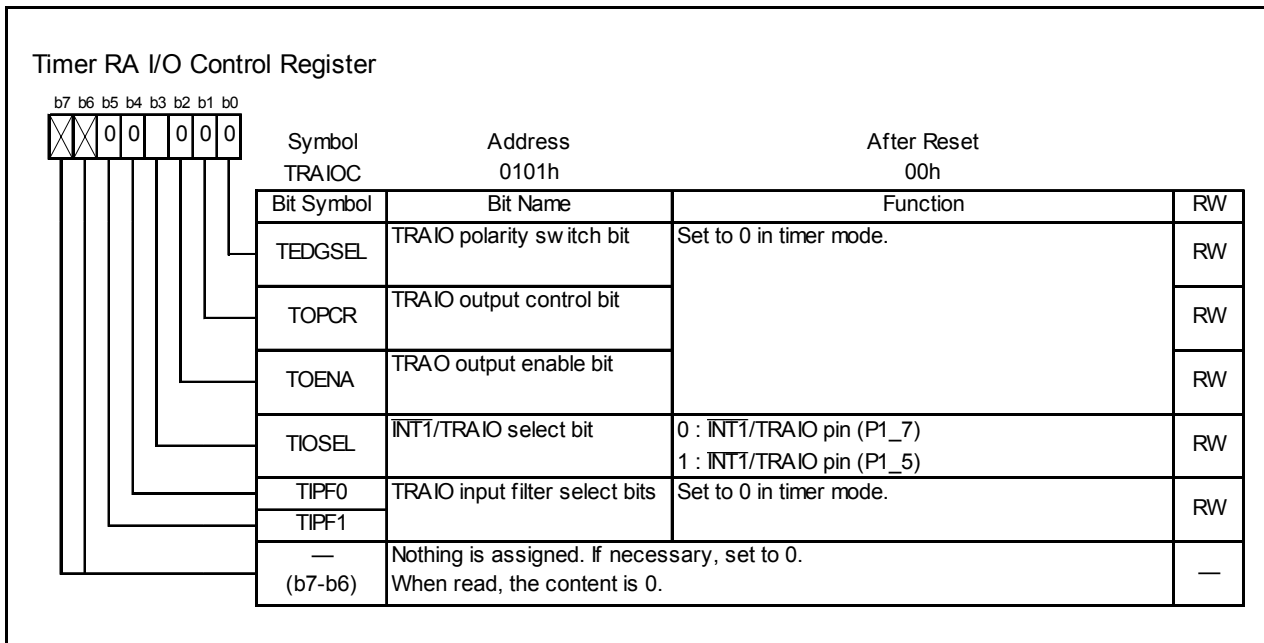 Timer RA I/O Control Register
b7 b6 b5 b4 b3 b2 b1 b0
0 0 0 0 0
Symbol Address After Reset
TRAIOC 0101h 00h
Bit Symbol Bit Name Function RW
TEDGSEL TRAIO polarity switch bit Set to 0 in timer mode. RW
TOPCR TRAIO output control bit RW
TOENA TRAO output enable bit RW
TIOSEL INT1/TRAIO select bit 0 : INT1/TRAIO pin (P1_7) RW
1 : INT1/TRAIO pin (P1_5)
TIPF0 TRAIO input filter select bits Set to 0 in timer mode. RW
TIPF1
— Nothing is assigned. If necessary, set to 0. —
(b7-b6) When read, the content is 0.